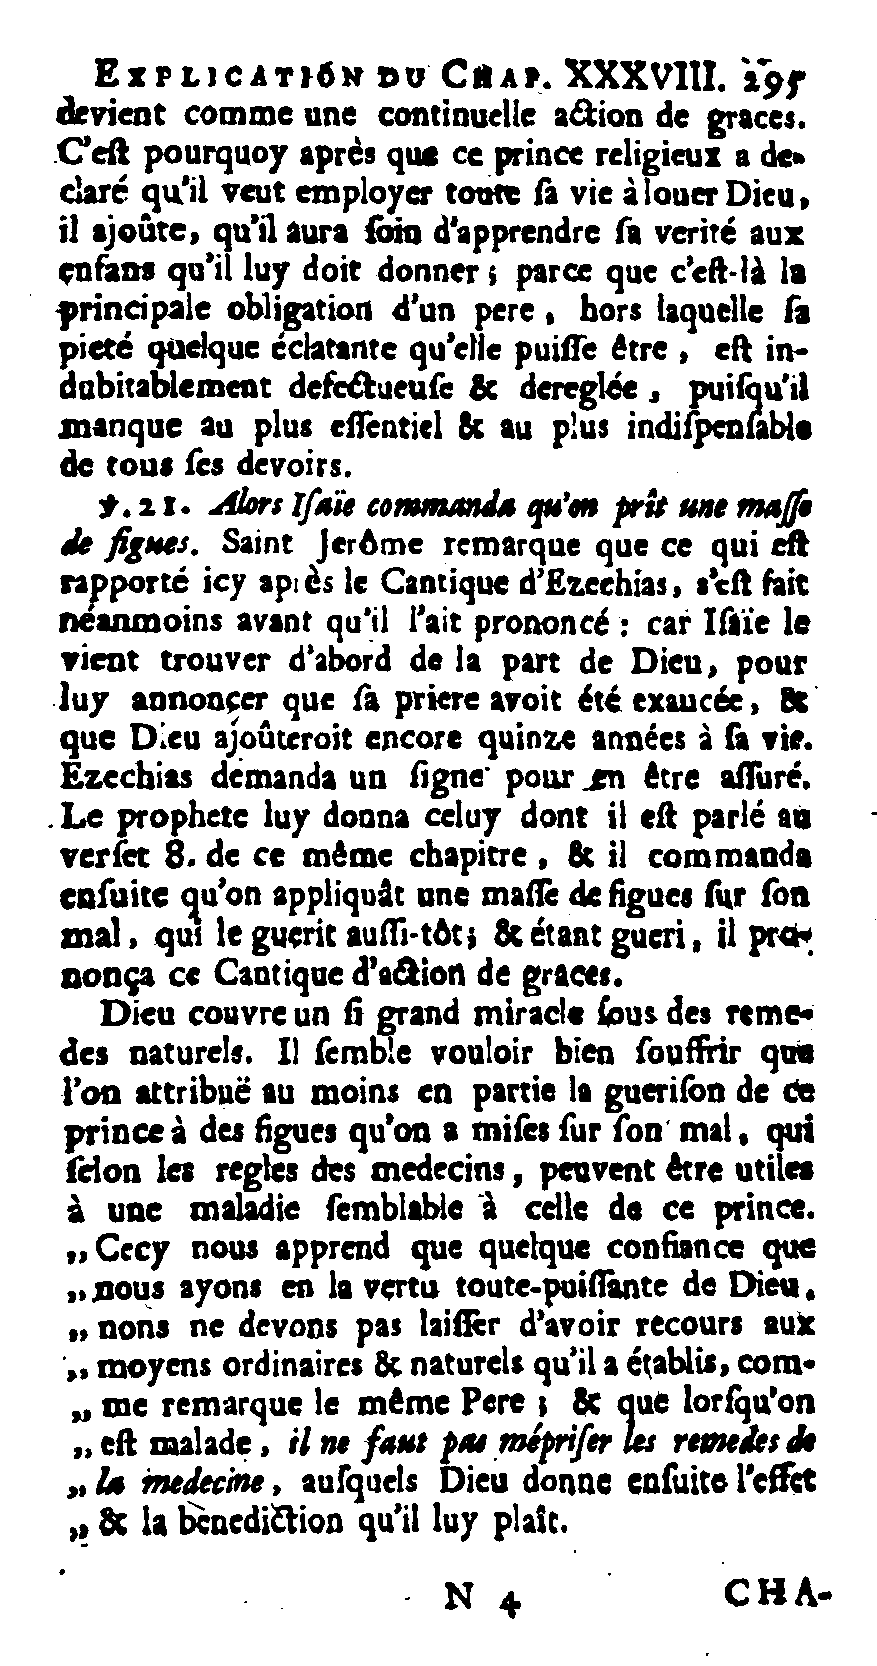 EXPLICATION DU CHAP. XXXVIII. 295
devient comme une continuelle action de graces.
C'eſt pourquoy après que ce prince religieux a de-
claré qu'il veut employer toute ſa vie à louer Dieu,
il ajoûte, qu'il aura ſoin d'apprendre ſa verité aux
enfans qu'il luy doit donner ; parce que c'eſt-là la
principale obligation d'un pere, hors laquelle ſa
pieté quelque éclatante qu'elle puiſſe être, eſt in-
dubitablement defectueuſe & dereglée, puiſqu'il
manque au plus eſſentiel & au plus indiſpenſable
de tous ſes devoirs.
℣. 21. Alors Iſaïe commanda qu'on prît une maſſe
de figues. Saint Jerôme remarque que ce qui eſt
rapporté icy après le Cantique d'Ezechias, s'eſt fait
néanmoins avant qu'il l'ait prononcé : car Iſaïe le
vient trouver d'abord de la part de Dieu, pour
luy annonçer que ſa priere avoit été exaucée, &
que Dieu ajoûteroit encore quinze années à ſa vie.
Ezechias demanda un ſigne pour en être aſſuré.
Le prophete luy donna celuy dont il eſt parlé au
verſet 8. de ce même chapitre, & il commanda
enſuite qu'on appliquât une maſſe de figues ſur ſon
mal, qui le guerit auſſi-tôt ; & étant gueri, il pro-
nonça ce Cantique d'action de graces.
Dieu couvre un ſi grand miracle ſous des reme-
des naturels. Il ſemble vouloir bien ſouffrir que
l'on attribuë au moins en partie la gueriſon de ce
prince à des figues qu'on a miſes ſur ſon mal, qui
ſelon les regles des medecins, peuvent être utiles
à une maladie ſemblable à celle de ce prince.
„ Cecy nous apprend que quelque confiance que
„ nous ayons en la vertu toute-puiſſante de Dieu,
„ nons ne devons pas laiſſer d'avoir recours aux
„ moyens ordinaires & naturels qu'il a établis, com-
„ me remarque le même Pere ; & que lorſqu'on
„ eſt malade, il ne faut pas mépriſer les remedes de
„ la medecine, auſquels Dieu donne enſuite l'effet
„ & la benediction qu'il luy plaît.
N 4 CHA-